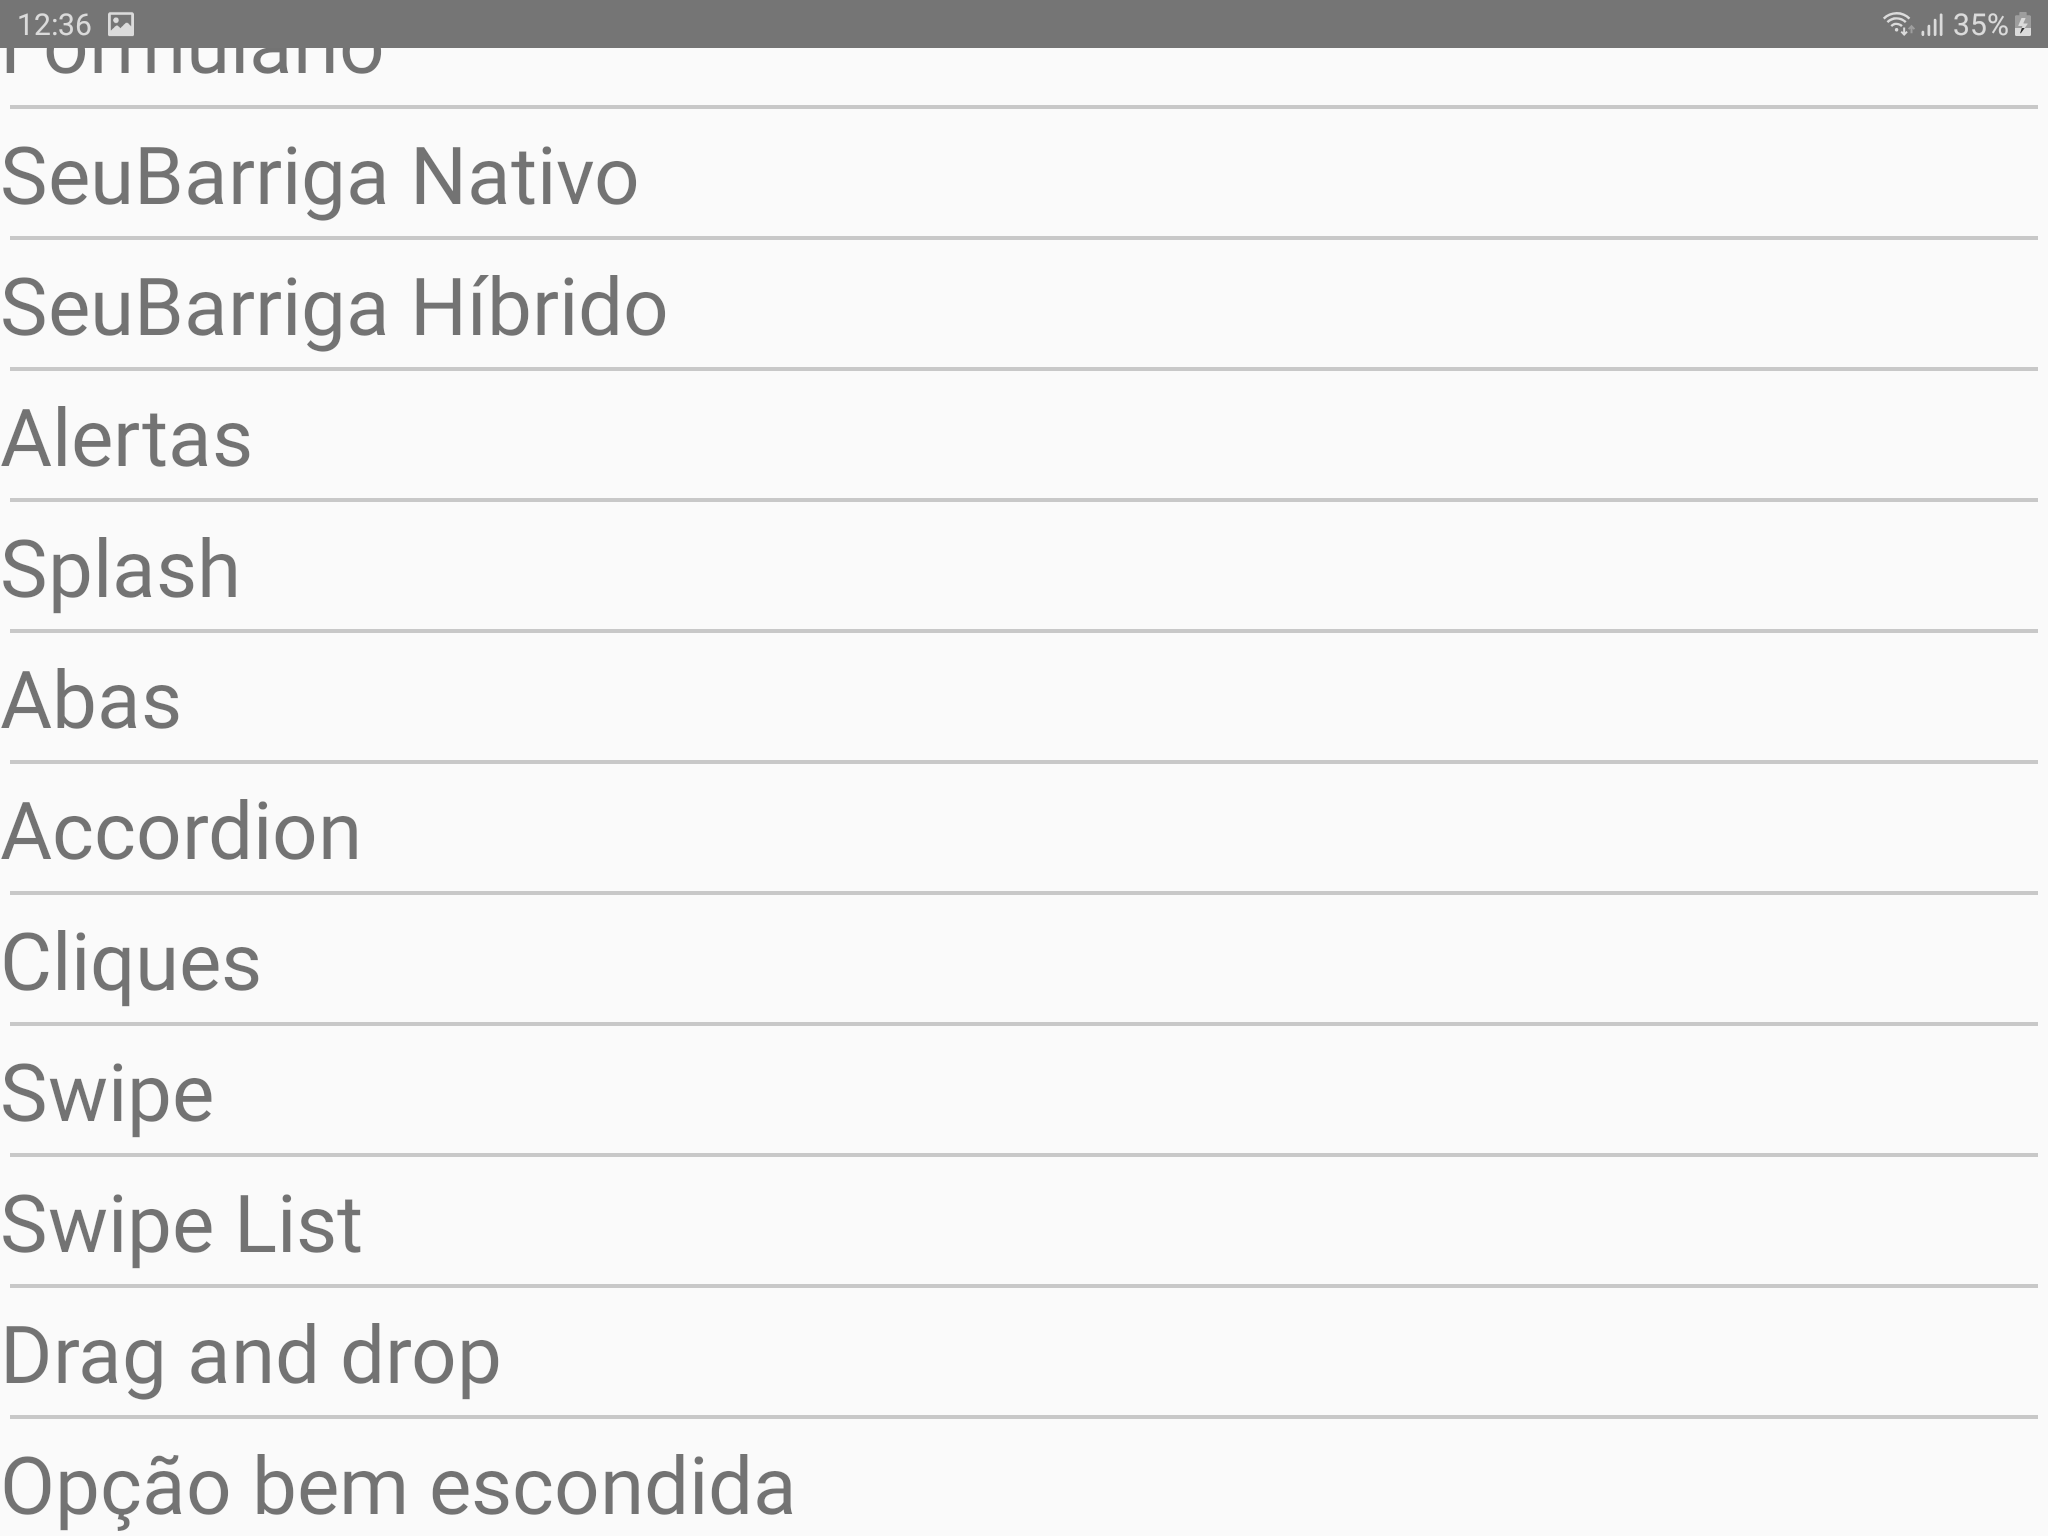 12:36 35%
Formulário
SeuBarriga Nativo
SeuBarriga Híbrido
Alertas
Splash
Abas
Accordion
Cliques
Swipe
Swipe List
Drag and drop
Opção bem escondida